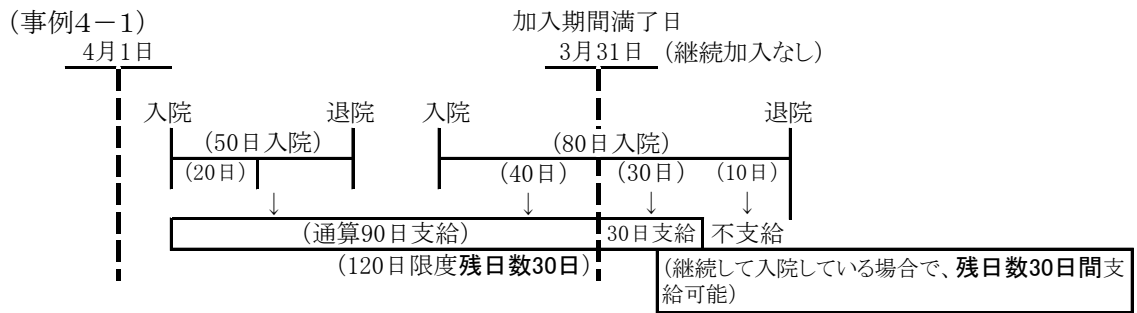 (事例4-1)
加入期間満了日
4月1日
3月31日 (継続加入なし)
入院 退院 入院 退院
(50日入院) (80日入院)
(20日) (40日) (30日) (10日)
↓ ↓ ↓ ↓
(通算90日支給) 30日支給 不支給
(120日限度残日数30日)
(継続して入院している場合で、残日数30日間支
給可能)